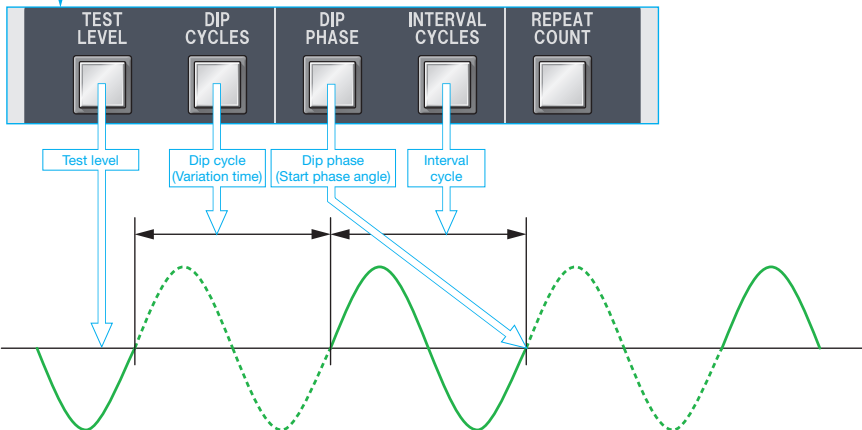 TEST
LEVEL
DIP
CYCLES
DIP
PHASE
INTERVAL
CYCLES
REPEAT
COUNT
Test level
Dip cycle
(Variation time)
Dip phase
(Start phase angle)
Interval
cycle